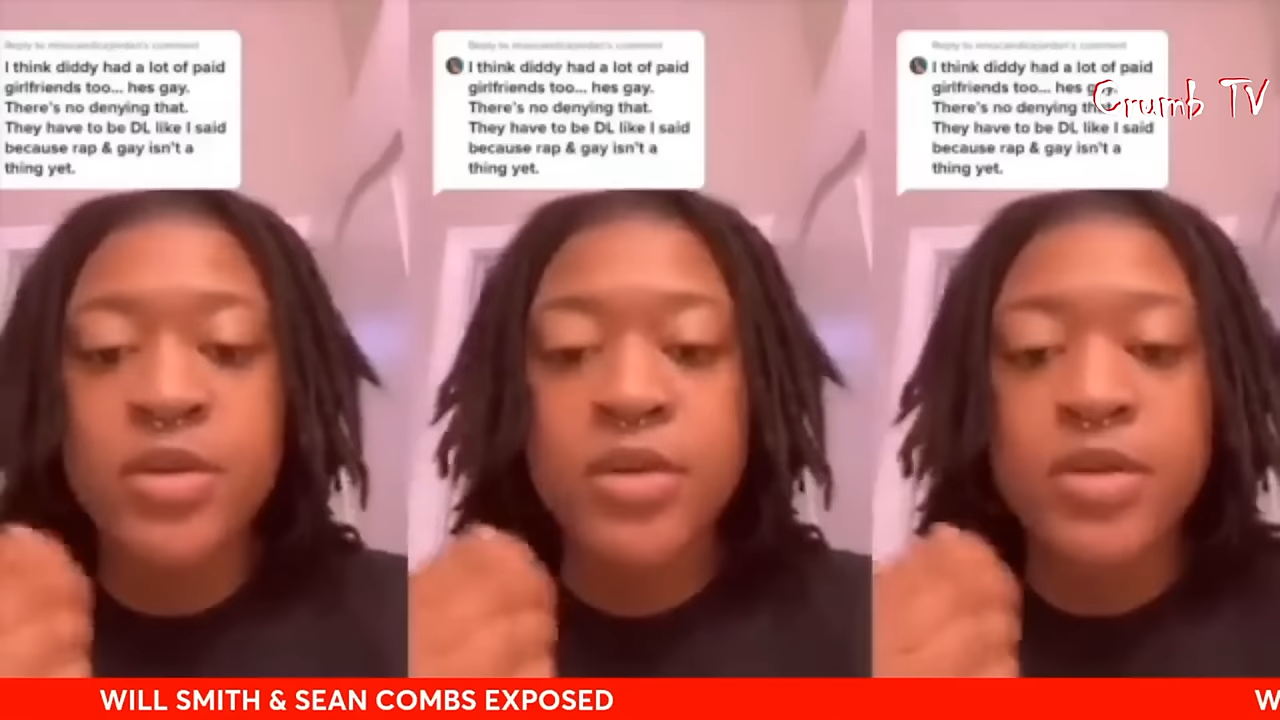 I think diddy had a lot of paid
girlfriends too... hes gay.
There's no denying that.
They have to be DL like I said
because rap & gay isn't a
thing yet.
I think diddy had a lot of paid
girlfriends too... hes gay.
There's no denying that.
They have to be DL like I said
because rap & gay isn't a
thing yet.
I think diddy had a lot of paid
girlfriends too... hes
There's no denying
They have to be DL like I said
because rap & gay isn't a
thing yet.
Crumb TV
WILL SMITH & SEAN COMBS EXPOSED
W